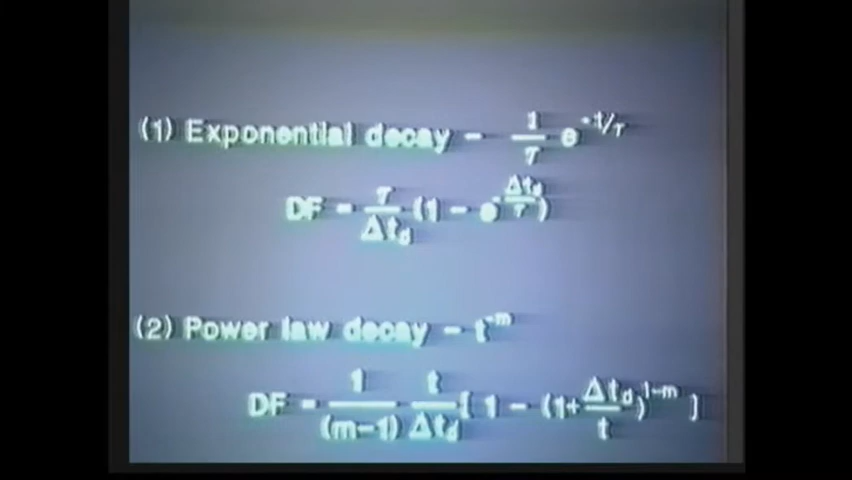 (1) Exponential decay - 1/τ e^-t/τ
DF = τ/Δt_d (1 - e^-Δt_d/τ)
(2) Power law decay - t^-m
DF = 1/(m-1) t/Δt_d [ 1 - (1+Δt_d/t)^1-m ]